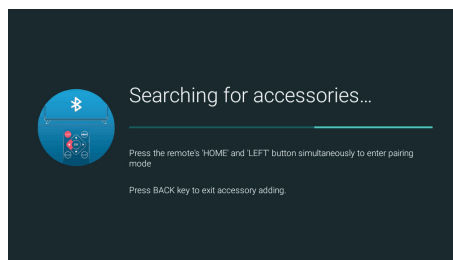 Searching for accessories...
Press the remote's 'HOME' and 'LEFT' button simultaneously to enter pairing
mode
Press BACK key to exit accessory adding.